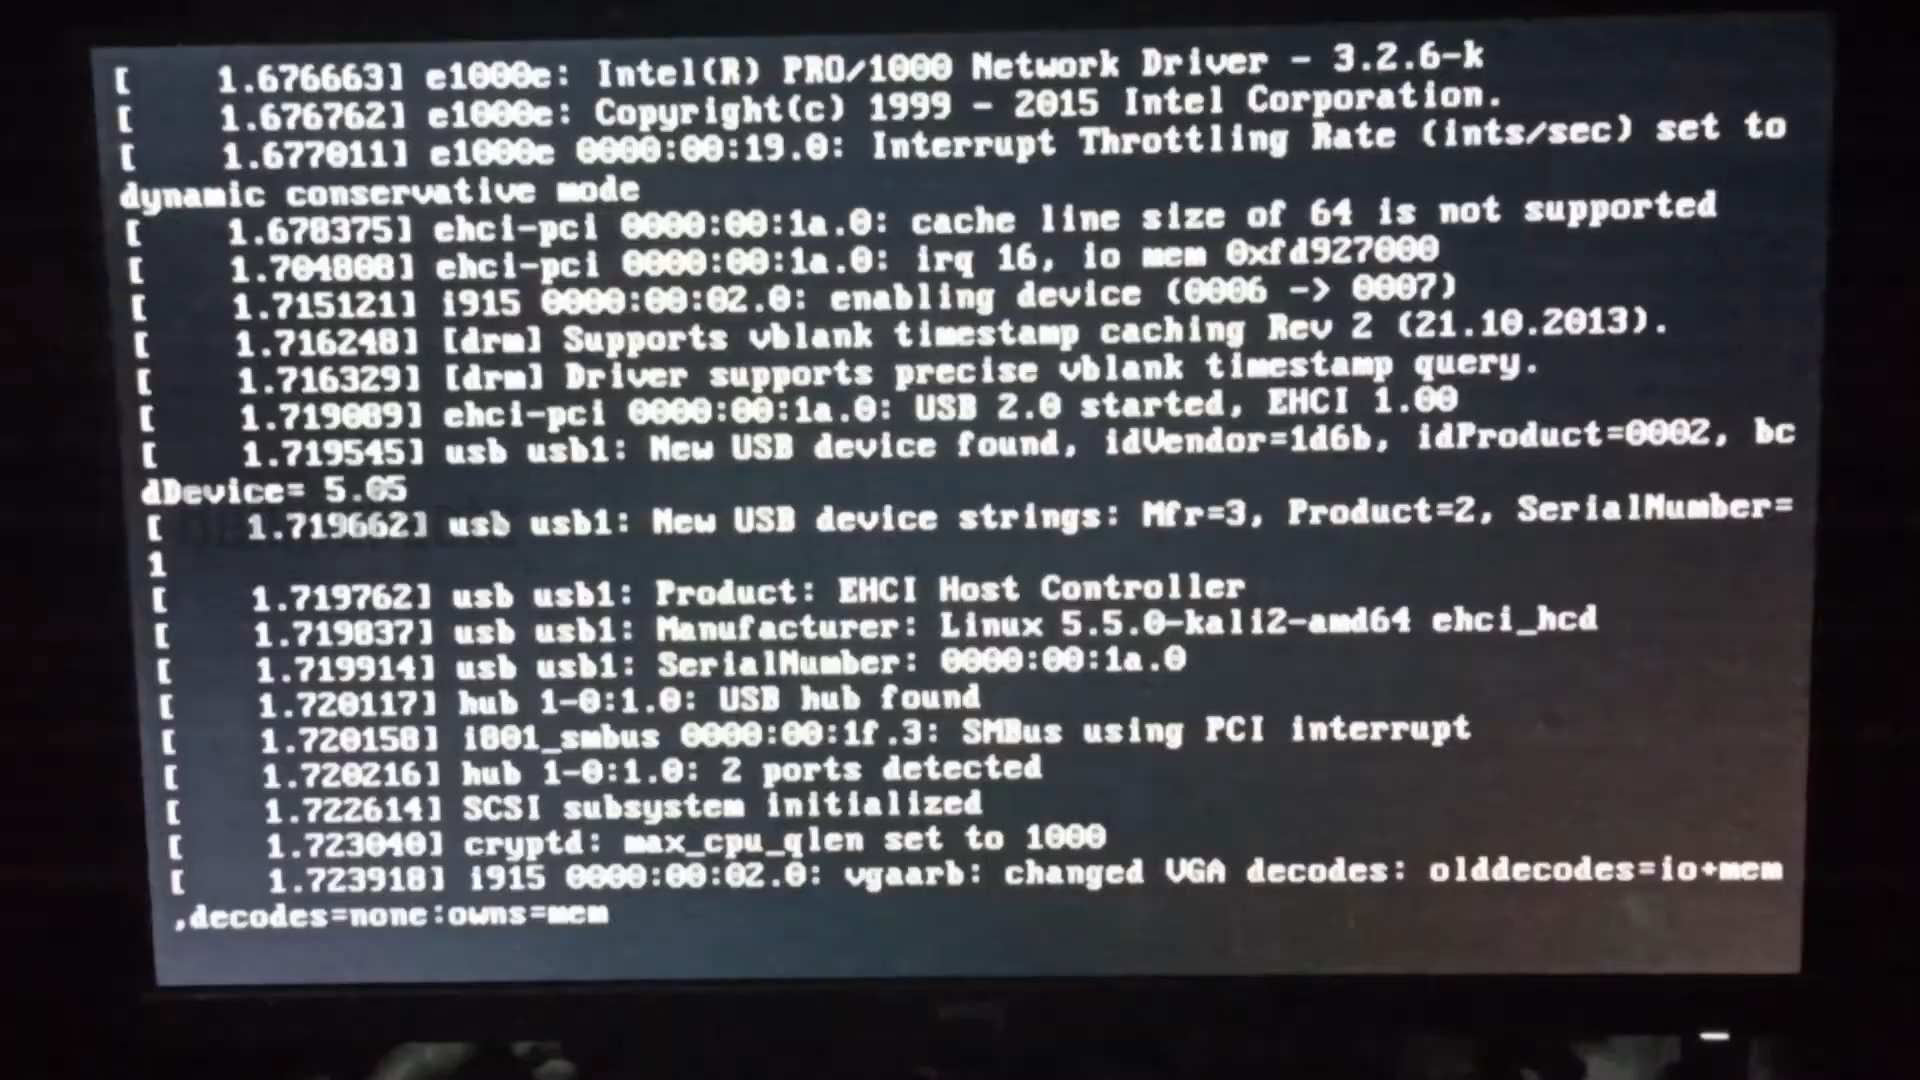 [    1.676663] e1000e: Intel(R) PRO/1000 Network Driver - 3.2.6-k
[    1.676762] e1000e: Copyright(c) 1999 - 2015 Intel Corporation.
[    1.677011] e1000e 0000:00:19.0: Interrupt Throttling Rate (ints/sec) set to
dynamic conservative mode
[    1.678375] ehci-pci 0000:00:1a.0: cache line size of 64 is not supported
[    1.704808] ehci-pci 0000:00:1a.0: irq 16, io mem 0xfd927000
[    1.715121] i915 0000:00:02.0: enabling device (0006 -> 0007)
[    1.716248] [drm] Supports vblank timestamp caching Rev 2 (21.10.2013).
[    1.716329] [drm] Driver supports precise vblank timestamp query.
[    1.719089] ehci-pci 0000:00:1a.0: USB 2.0 started, EHCI 1.00
[    1.719545] usb usb1: New USB device found, idVendor=1d6b, idProduct=0002, bc
dDevice= 5.05
[    1.719662] usb usb1: New USB device strings: Mfr=3, Product=2, SerialNumber=
1
[    1.719762] usb usb1: Product: EHCI Host Controller
[    1.719837] usb usb1: Manufacturer: Linux 5.5.0-kali2-amd64 ehci_hcd
[    1.719914] usb usb1: SerialNumber: 0000:00:1a.0
[    1.720117] hub 1-0:1.0: USB hub found
[    1.720158] i801_smbus 0000:00:1f.3: SMBus using PCI interrupt
[    1.720216] hub 1-0:1.0: 2 ports detected
[    1.722614] SCSI subsystem initialized
[    1.723040] cryptd: max_cpu_qlen set to 1000
[    1.723918] i915 0000:00:02.0: vgaarb: changed VGA decodes: olddecodes=io+mem
,decodes=none:owns=mem